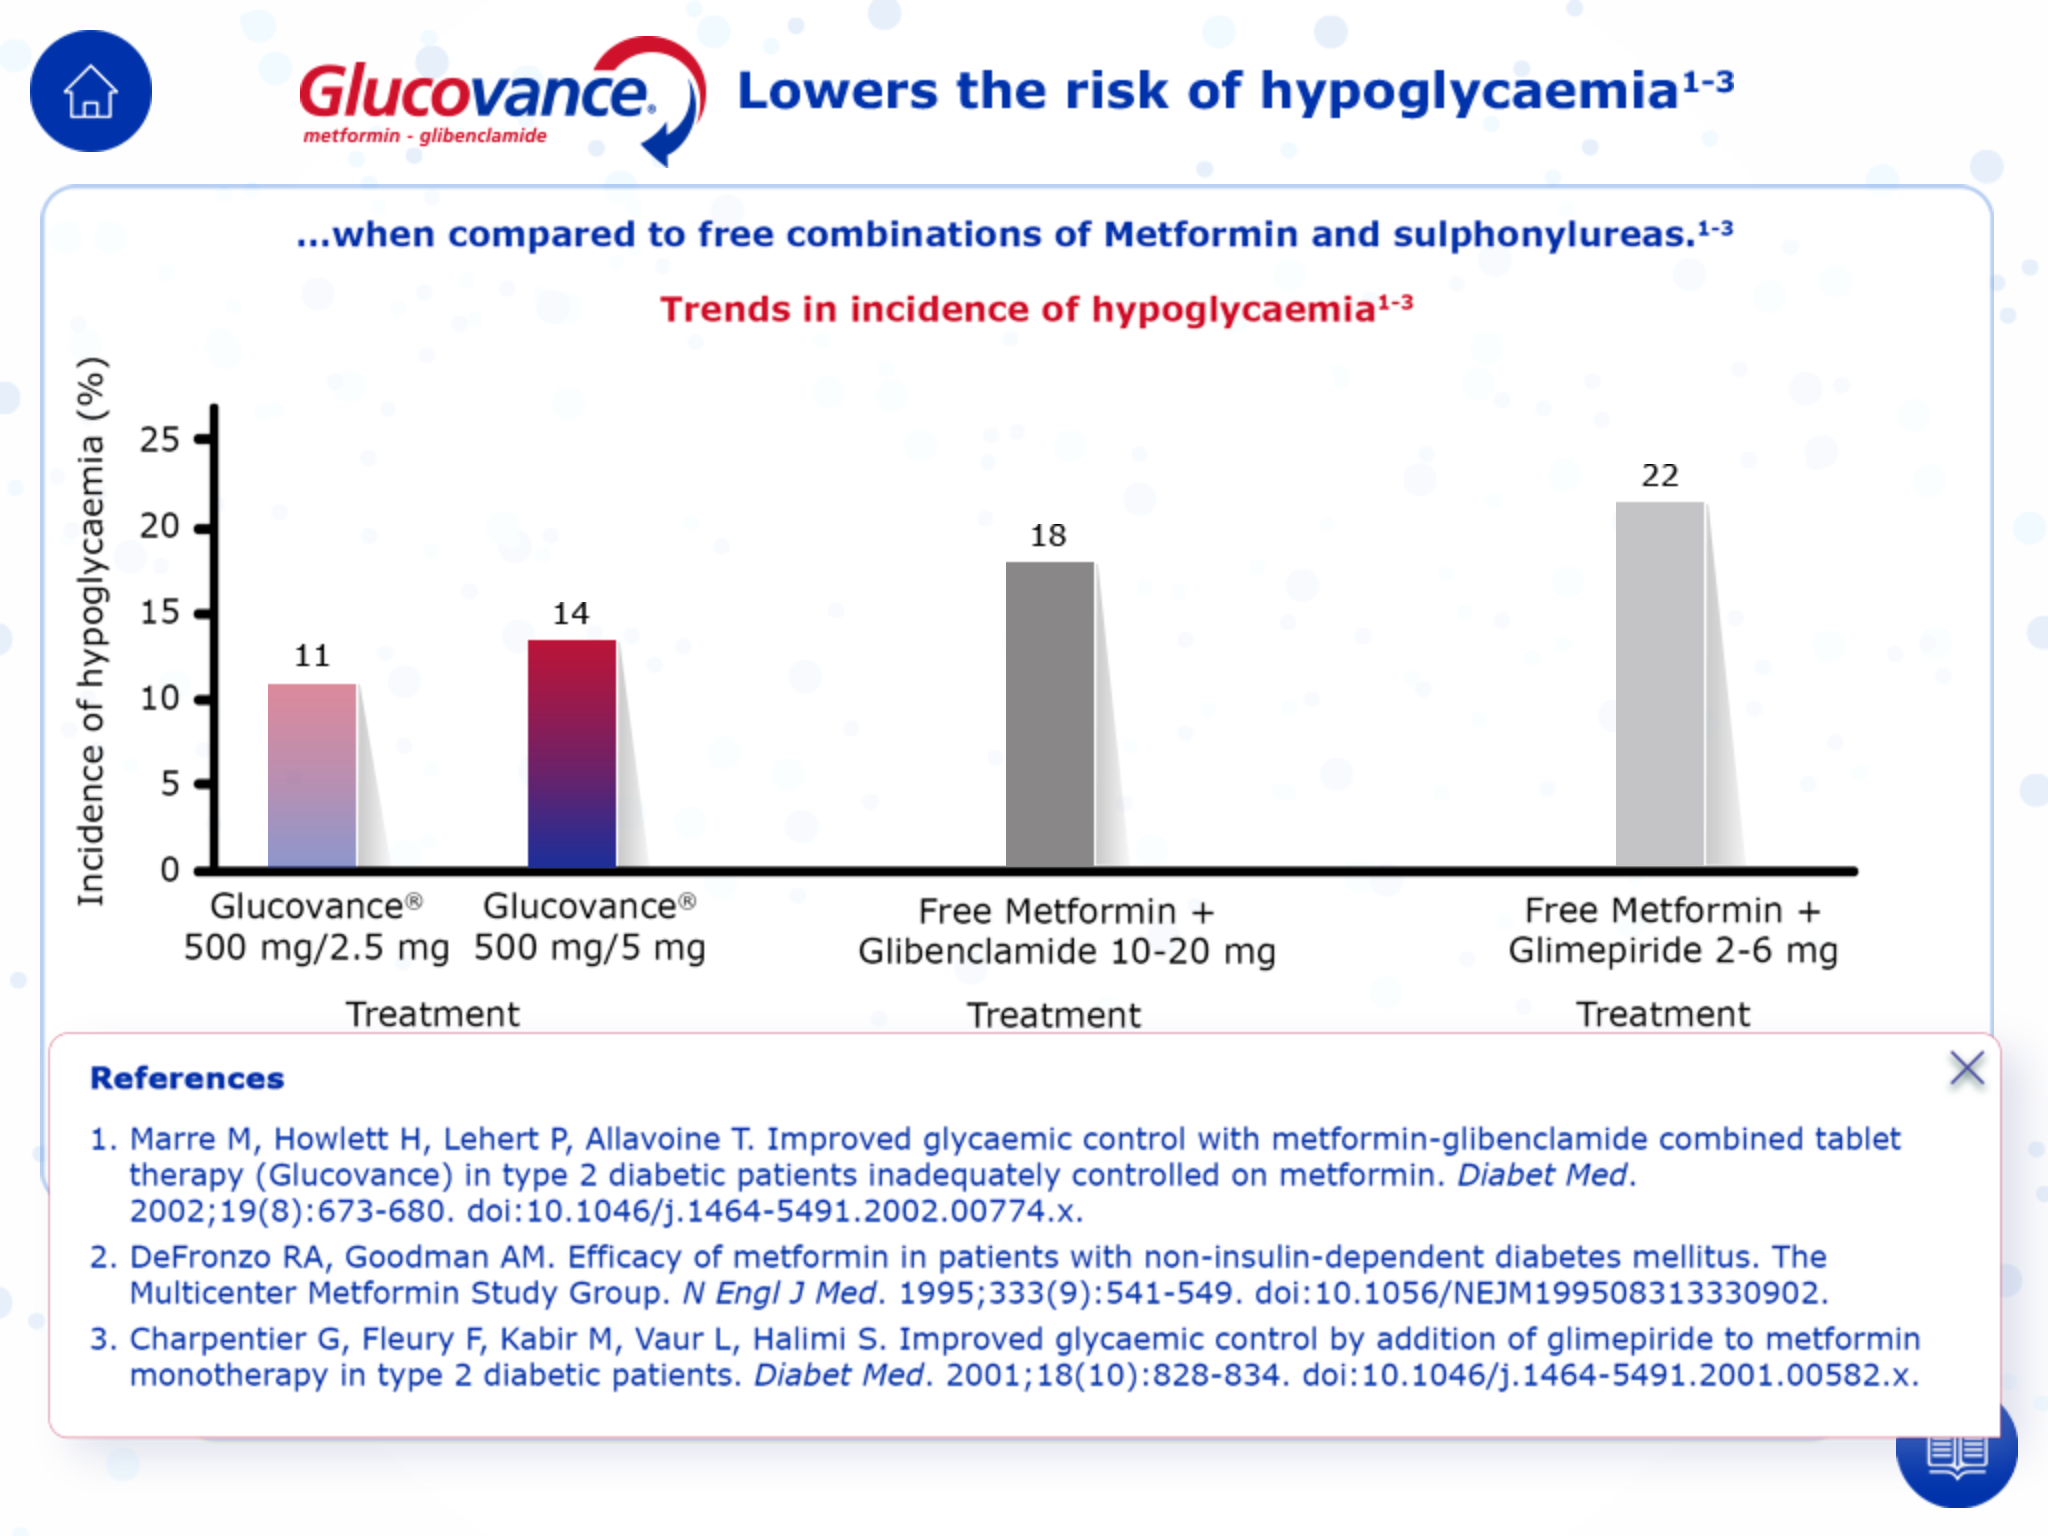 Glucovance®
metformin - glibenclamide
Lowers the risk of hypoglycaemia1-3
...when compared to free combinations of Metformin and sulphonylureas.1-3
Trends in incidence of hypoglycaemia1-3
Incidence of hypoglycaemia (%)
25
20
15
10
5
0
11
14
18
22
Glucovance®
500 mg/2.5 mg
Glucovance®
500 mg/5 mg
Free Metformin +
Glibenclamide 10-20 mg
Free Metformin +
Glimepiride 2-6 mg
Treatment
Treatment
Treatment
References
1. Marre M, Howlett H, Lehert P, Allavoine T. Improved glycaemic control with metformin-glibenclamide combined tablet
therapy (Glucovance) in type 2 diabetic patients inadequately controlled on metformin. Diabet Med.
2002;19(8):673-680. doi:10.1046/j.1464-5491.2002.00774.x.
2. DeFronzo RA, Goodman AM. Efficacy of metformin in patients with non-insulin-dependent diabetes mellitus. The
Multicenter Metformin Study Group. N Engl J Med. 1995;333(9):541-549. doi:10.1056/NEJM199508313330902.
3. Charpentier G, Fleury F, Kabir M, Vaur L, Halimi S. Improved glycaemic control by addition of glimepiride to metformin
monotherapy in type 2 diabetic patients. Diabet Med. 2001;18(10):828-834. doi:10.1046/j.1464-5491.2001.00582.x.